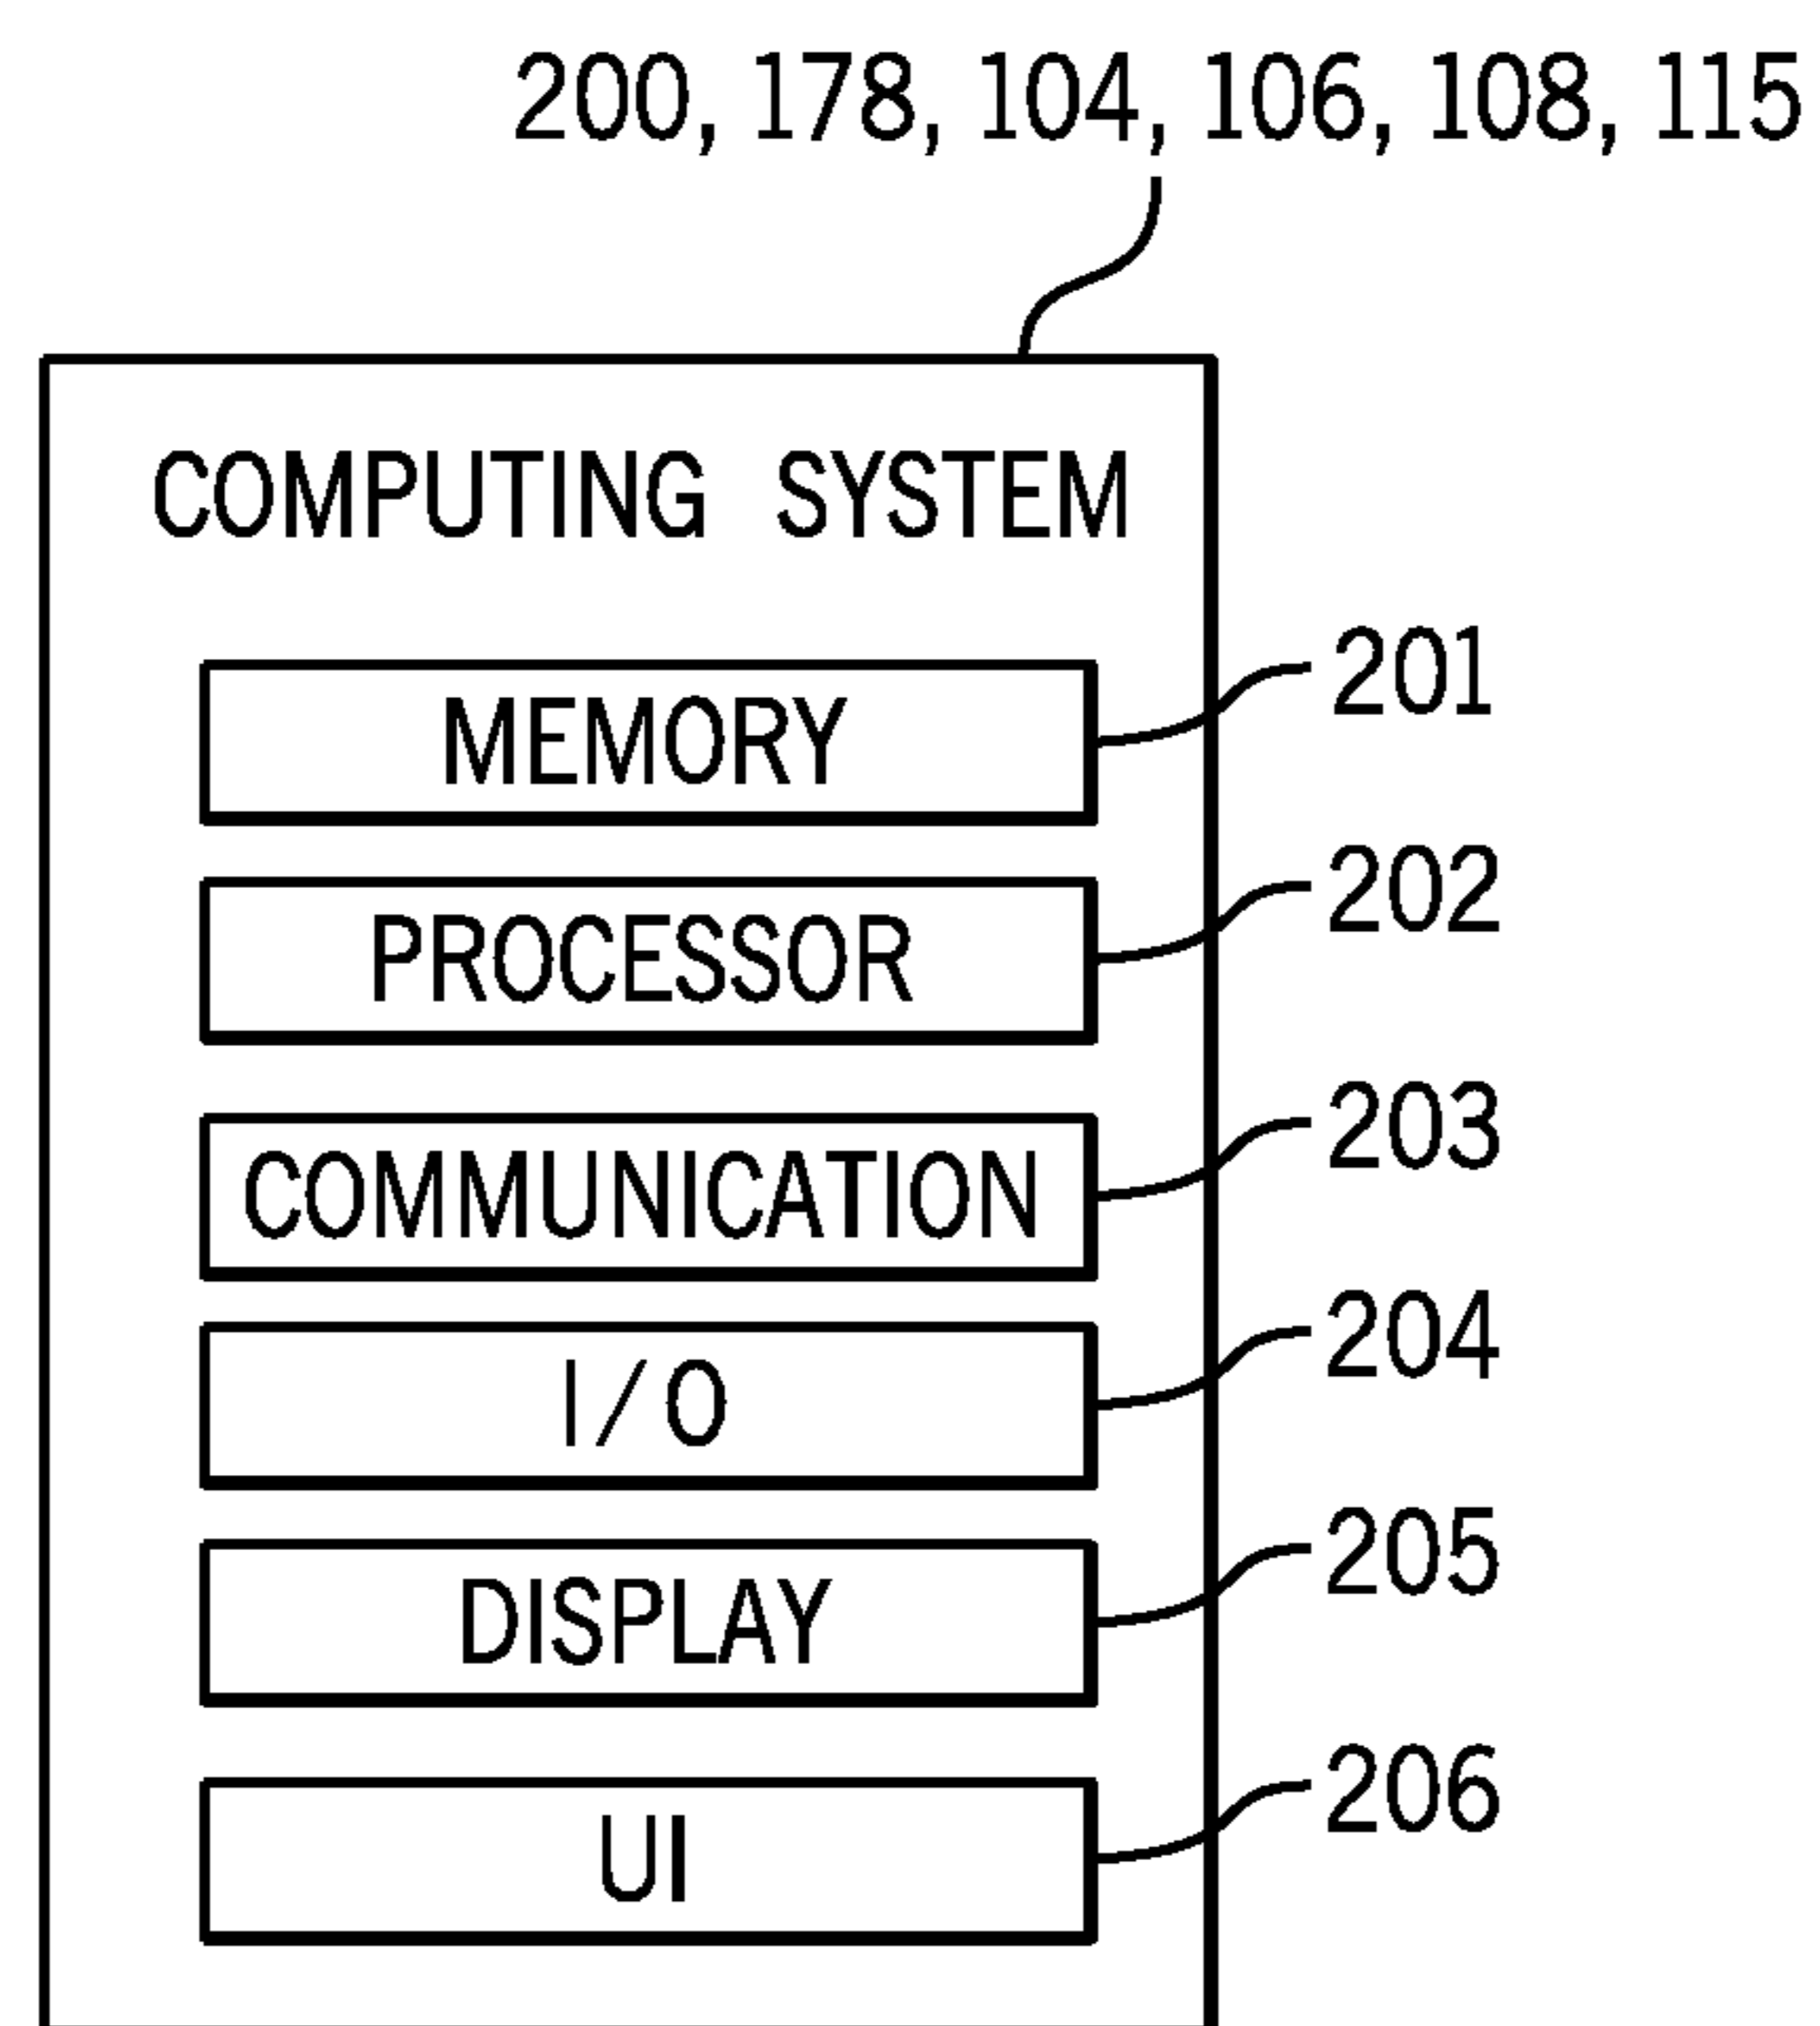 200, 178, 104, 106, 108, 115
COMPUTING SYSTEM
MEMORY
201
PROCESSOR
202
COMMUNICATION
203
I/O
204
DISPLAY
205
UI
206